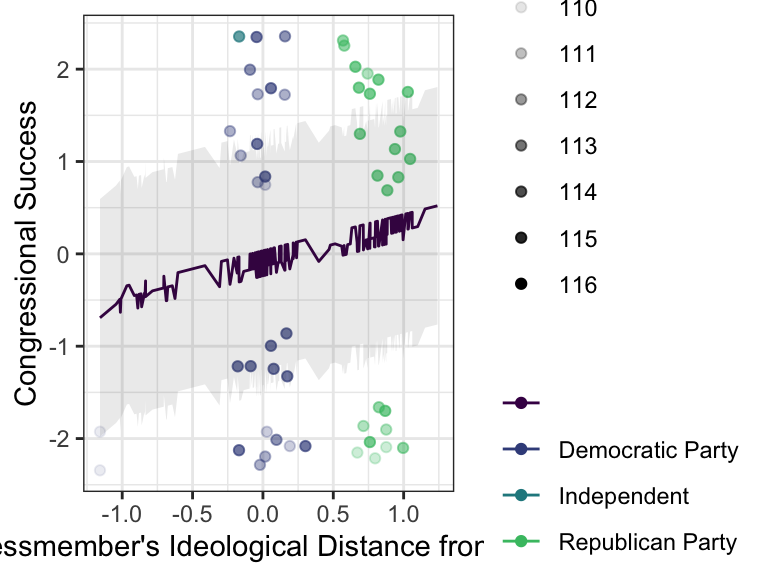 110
111
112
113
114
115
116
Democratic Party
Independent
Republican Party
Congressional Success
2
1
0
-1
-2
-1.0 -0.5 0.0 0.5 1.0
essmember's Ideological Distance from